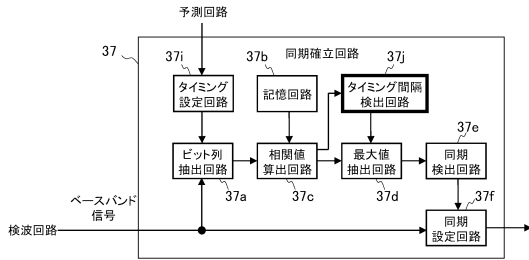 予測回路
37
同期確立回路
37i
37b
37j
タイミング
設定回路
記憶回路
タイミング間隔
検出回路
37e
ビット列
抽出回路
相関値
算出回路
最大値
抽出回路
同期
検出回路
37a
37c
37d
37f
ベースバンド
信号
検波回路
同期
設定回路